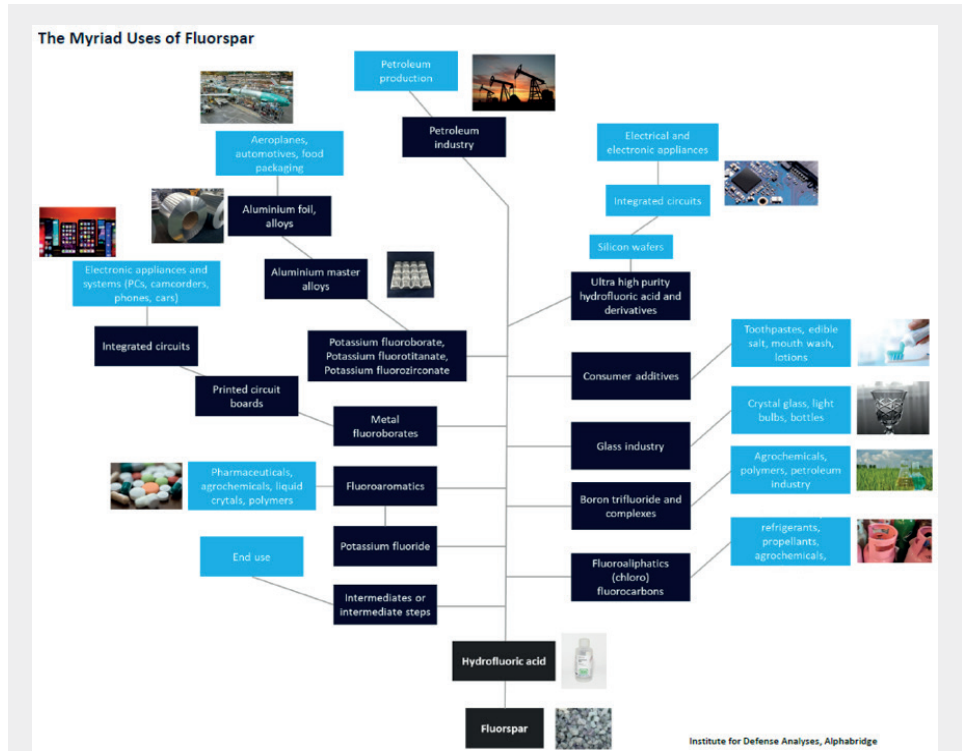 The Myriad Uses of Fluorspar
Petroleum
production
Petroleum
industry
Aeroplanes,
automotives, food
packaging
Aluminium foil,
alloys
Aluminium master
alloys
Potassium fluoroborate,
Potassium fluorotitanate,
Potassium fluorozirconate
Electronic appliances and
systems (PCs, camcorders,
phones, cars)
Integrated circuits
Printed circuit
boards
Metal
fluoroborates
Pharmaceuticals,
agrochemicals, liquid
crytals, polymers
Fluoroaromatics
Potassium fluoride
End use
Intermediates or
intermediate steps
Electrical and
electronic appliances
Integrated circuits
Silicon wafers
Ultra high purity
hydrofluoric acid and
derivatives
Toothpastes, edible
salt, mouth wash,
lotions
Consumer additives
Crystal glass, light
bulbs, bottles
Glass industry
Agrochemicals,
polymers, petroleum
industry
Boron trifluoride and
complexes
refrigerants,
propellants,
agrochemicals,
Fluoroaliphatics
(chloro)
fluorocarbons
Hydrofluoric acid
Fluorspar
Institute for Defense Analyses, Alphabridge